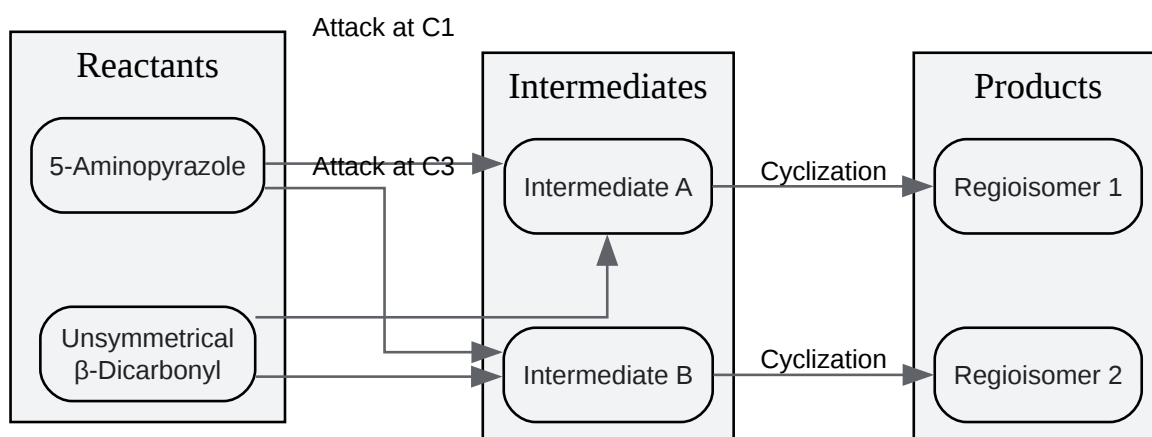 Attack at C1
Reactants
Intermediates
Products
5-Aminopyrazole
Attack at C3
Intermediate A
Cyclization
Regioisomer 1
Unsymmetrical
β-Dicarbonyl
Intermediate B
Cyclization
Regioisomer 2